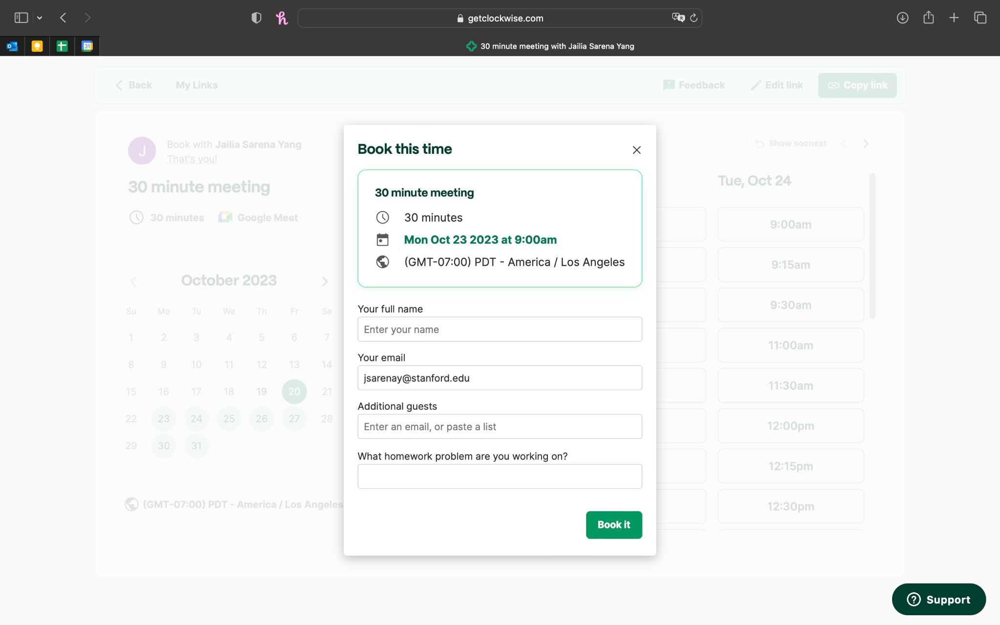 getclockwise.com
30 minute meeting with Jailia Sarena Yang
Back
My Links
Feedback
Edit link
Copy link
J
Book with Jailia Sarena Yang
That's you!
30 minute meeting
30 minutes
Google Meet
October 2023
Su Mo Tu We Th Fr Sa
1 2 3 4 5 6 7
8 9 10 11 12 13 14
15 16 17 18 19 20 21
22 23 24 25 26 27 28
29 30 31
(GMT-07:00) PDT - America / Los Angeles
Book this time
30 minute meeting
30 minutes
Mon Oct 23 2023 at 9:00am
(GMT-07:00) PDT - America / Los Angeles
Your full name
Enter your name
Your email
jsarenay@stanford.edu
Additional guests
Enter an email, or paste a list
What homework problem are you working on?
Book it
Show soonest
Tue, Oct 24
9:00am
9:15am
9:30am
11:00am
11:30am
12:00pm
12:15pm
12:30pm
Support